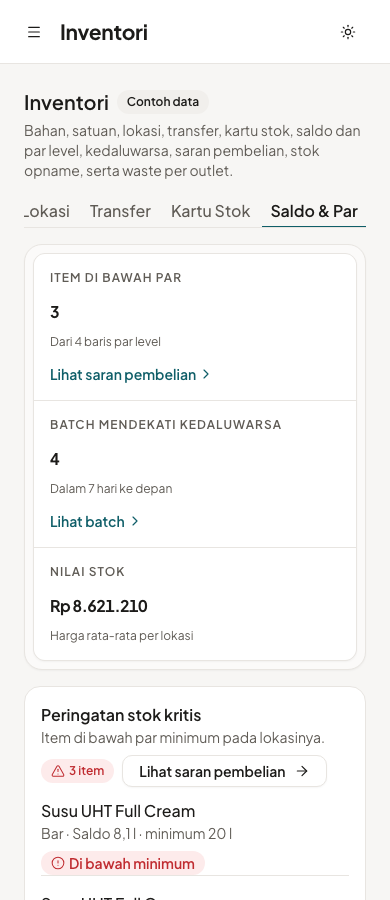 Inventori
Inventori Contoh data
Bahan, satuan, lokasi, transfer, kartu stok, saldo dan
par level, kedaluwarsa, saran pembelian, stok
opname, serta waste per outlet.
Lokasi Transfer Kartu Stok Saldo & Par
ITEM DI BAWAH PAR
3
Dari 4 baris par level
Lihat saran pembelian
BATCH MENDEKATI KEDALUWARSA
4
Dalam 7 hari ke depan
Lihat batch
NILAI STOK
Rp 8.621.210
Harga rata-rata per lokasi
Peringatan stok kritis
Item di bawah par minimum pada lokasinya.
3 item Lihat saran pembelian
Susu UHT Full Cream
Bar · Saldo 8,1 l · minimum 20 l
Di bawah minimum